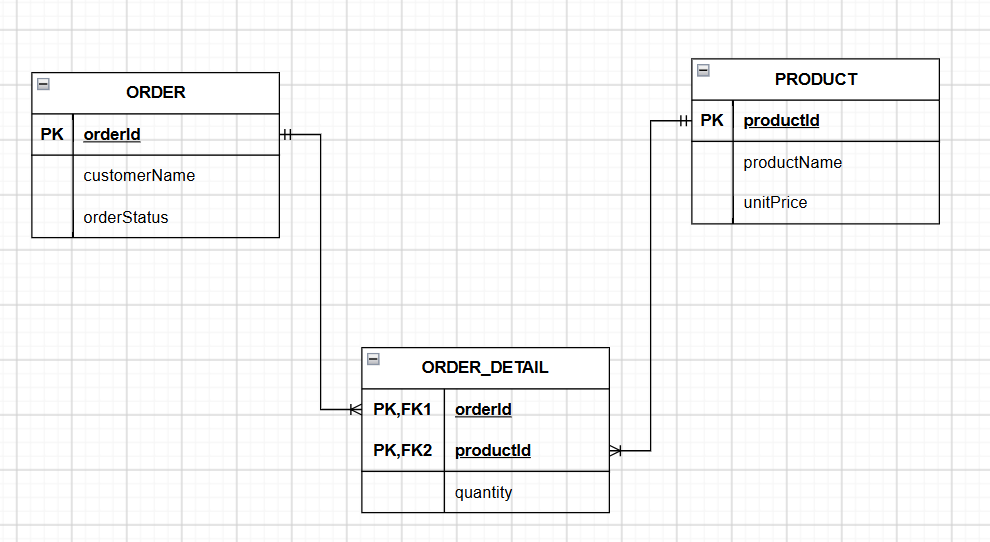 ORDER
PK orderId
customerName
orderStatus
PRODUCT
PK productId
productName
unitPrice
ORDER_DETAIL
PK,FK1 orderId
PK,FK2 productId
quantity